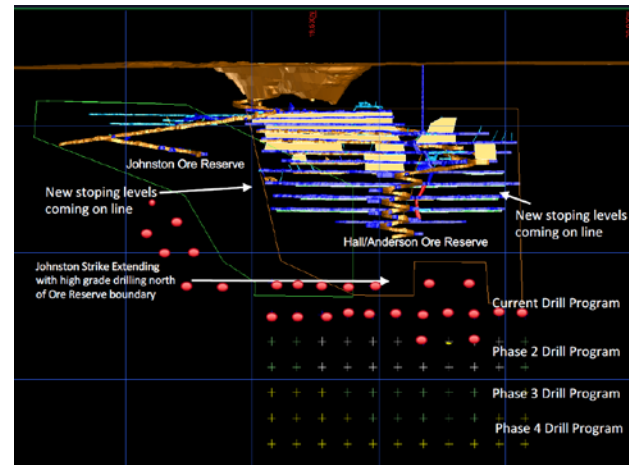 Johnston Ore Reserve
New stoping levels
coming on line
New stoping levels
coming on line
Hall/Anderson Ore Reserve
Johnston Strike Extending
with high grade drilling north
of Ore Reserve boundary
Current Drill Program
Phase 2 Drill Program
Phase 3 Drill Program
Phase 4 Drill Program